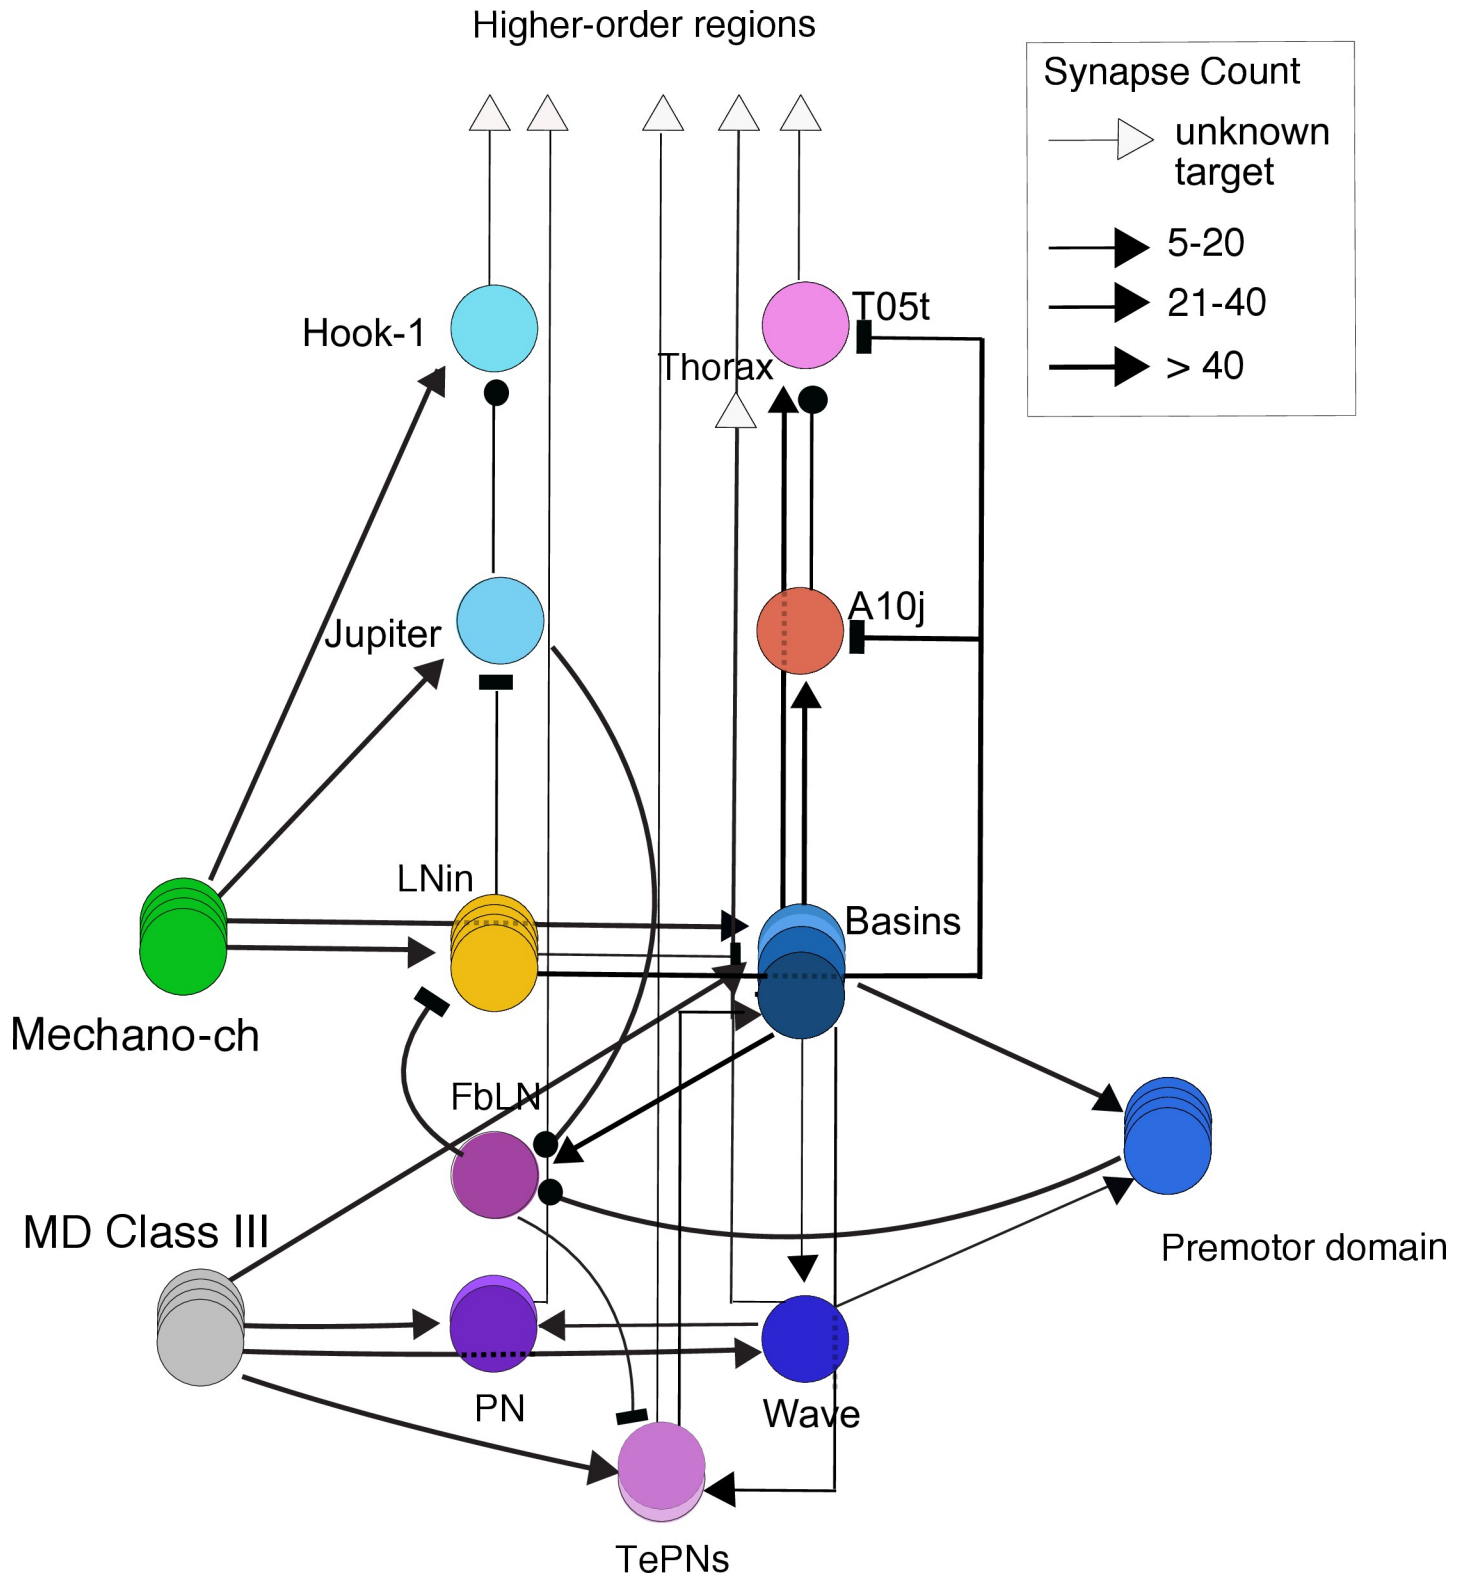 Higher-order regions
Synapse Count
unknown
target
5-20
21-40
> 40
T05t
Hook-1
Thorax
A10j
Jupiter
LNin
Basins
Mechano-ch
FbLN
MD Class III
Premotor domain
PN
Wave
TePNs